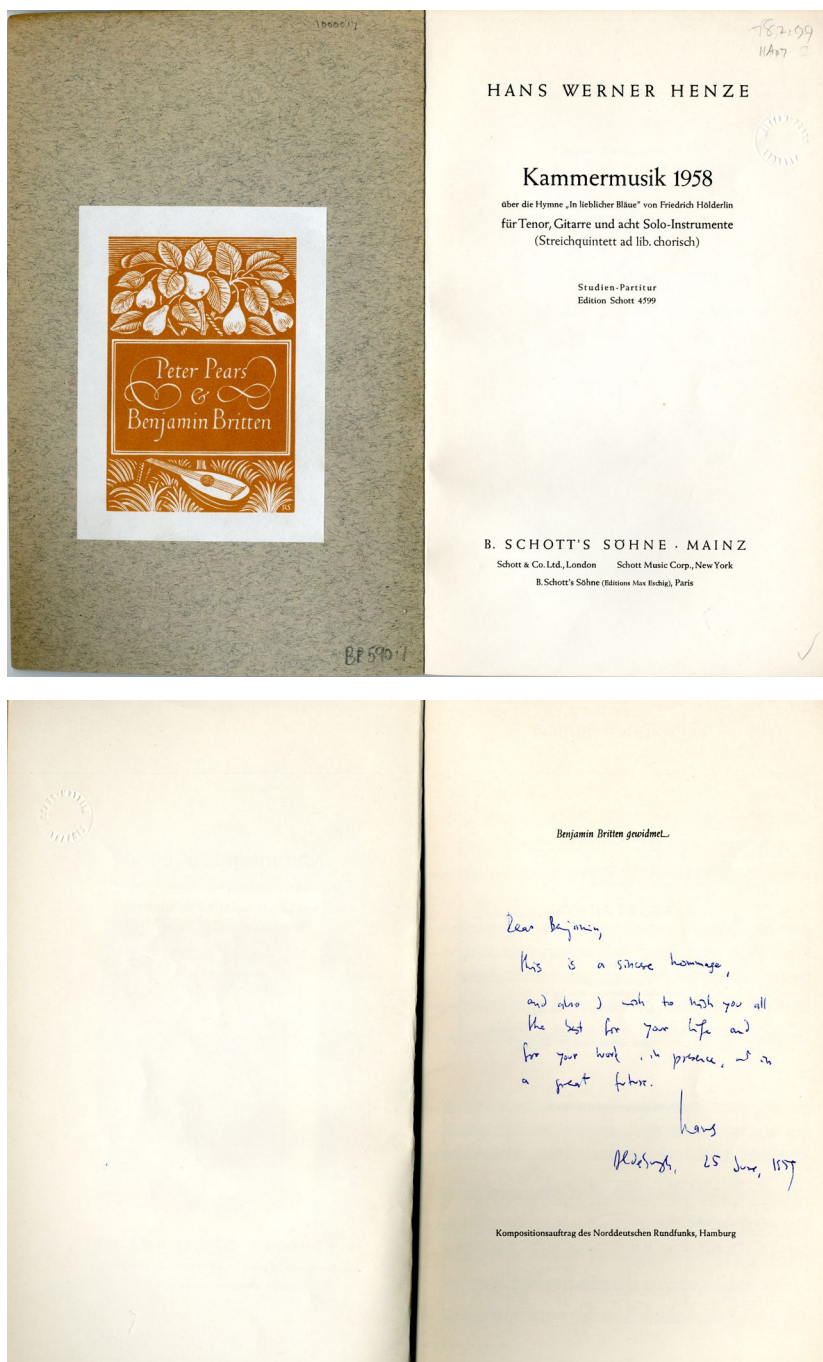 1000017
Peter Pears
&
Benjamin Britten
RS
BP 590:1
HANS WERNER HENZE
Kammermusik 1958
über die Hymne „In lieblicher Bläue“ von Friedrich Hölderlin
für Tenor, Gitarre und acht Solo-Instrumente
(Streichquintett ad lib. chorisch)
Studien-Partitur
Edition Schott 4599
B. SCHOTT'S SÖHNE · MAINZ
Schott & Co. Ltd., London Schott Music Corp., New York
B. Schott's Söhne (Editions Max Eschig), Paris
Benjamin Britten gewidmet
Dear Benjamin,
this is a sincere hommage,
and also I wish to wish you all
the best for your life and
for your work, in presence, and in
a great future.
hans
Aldeburgh, 25 June, 1959
Kompositionsauftrag des Norddeutschen Rundfunks, Hamburg